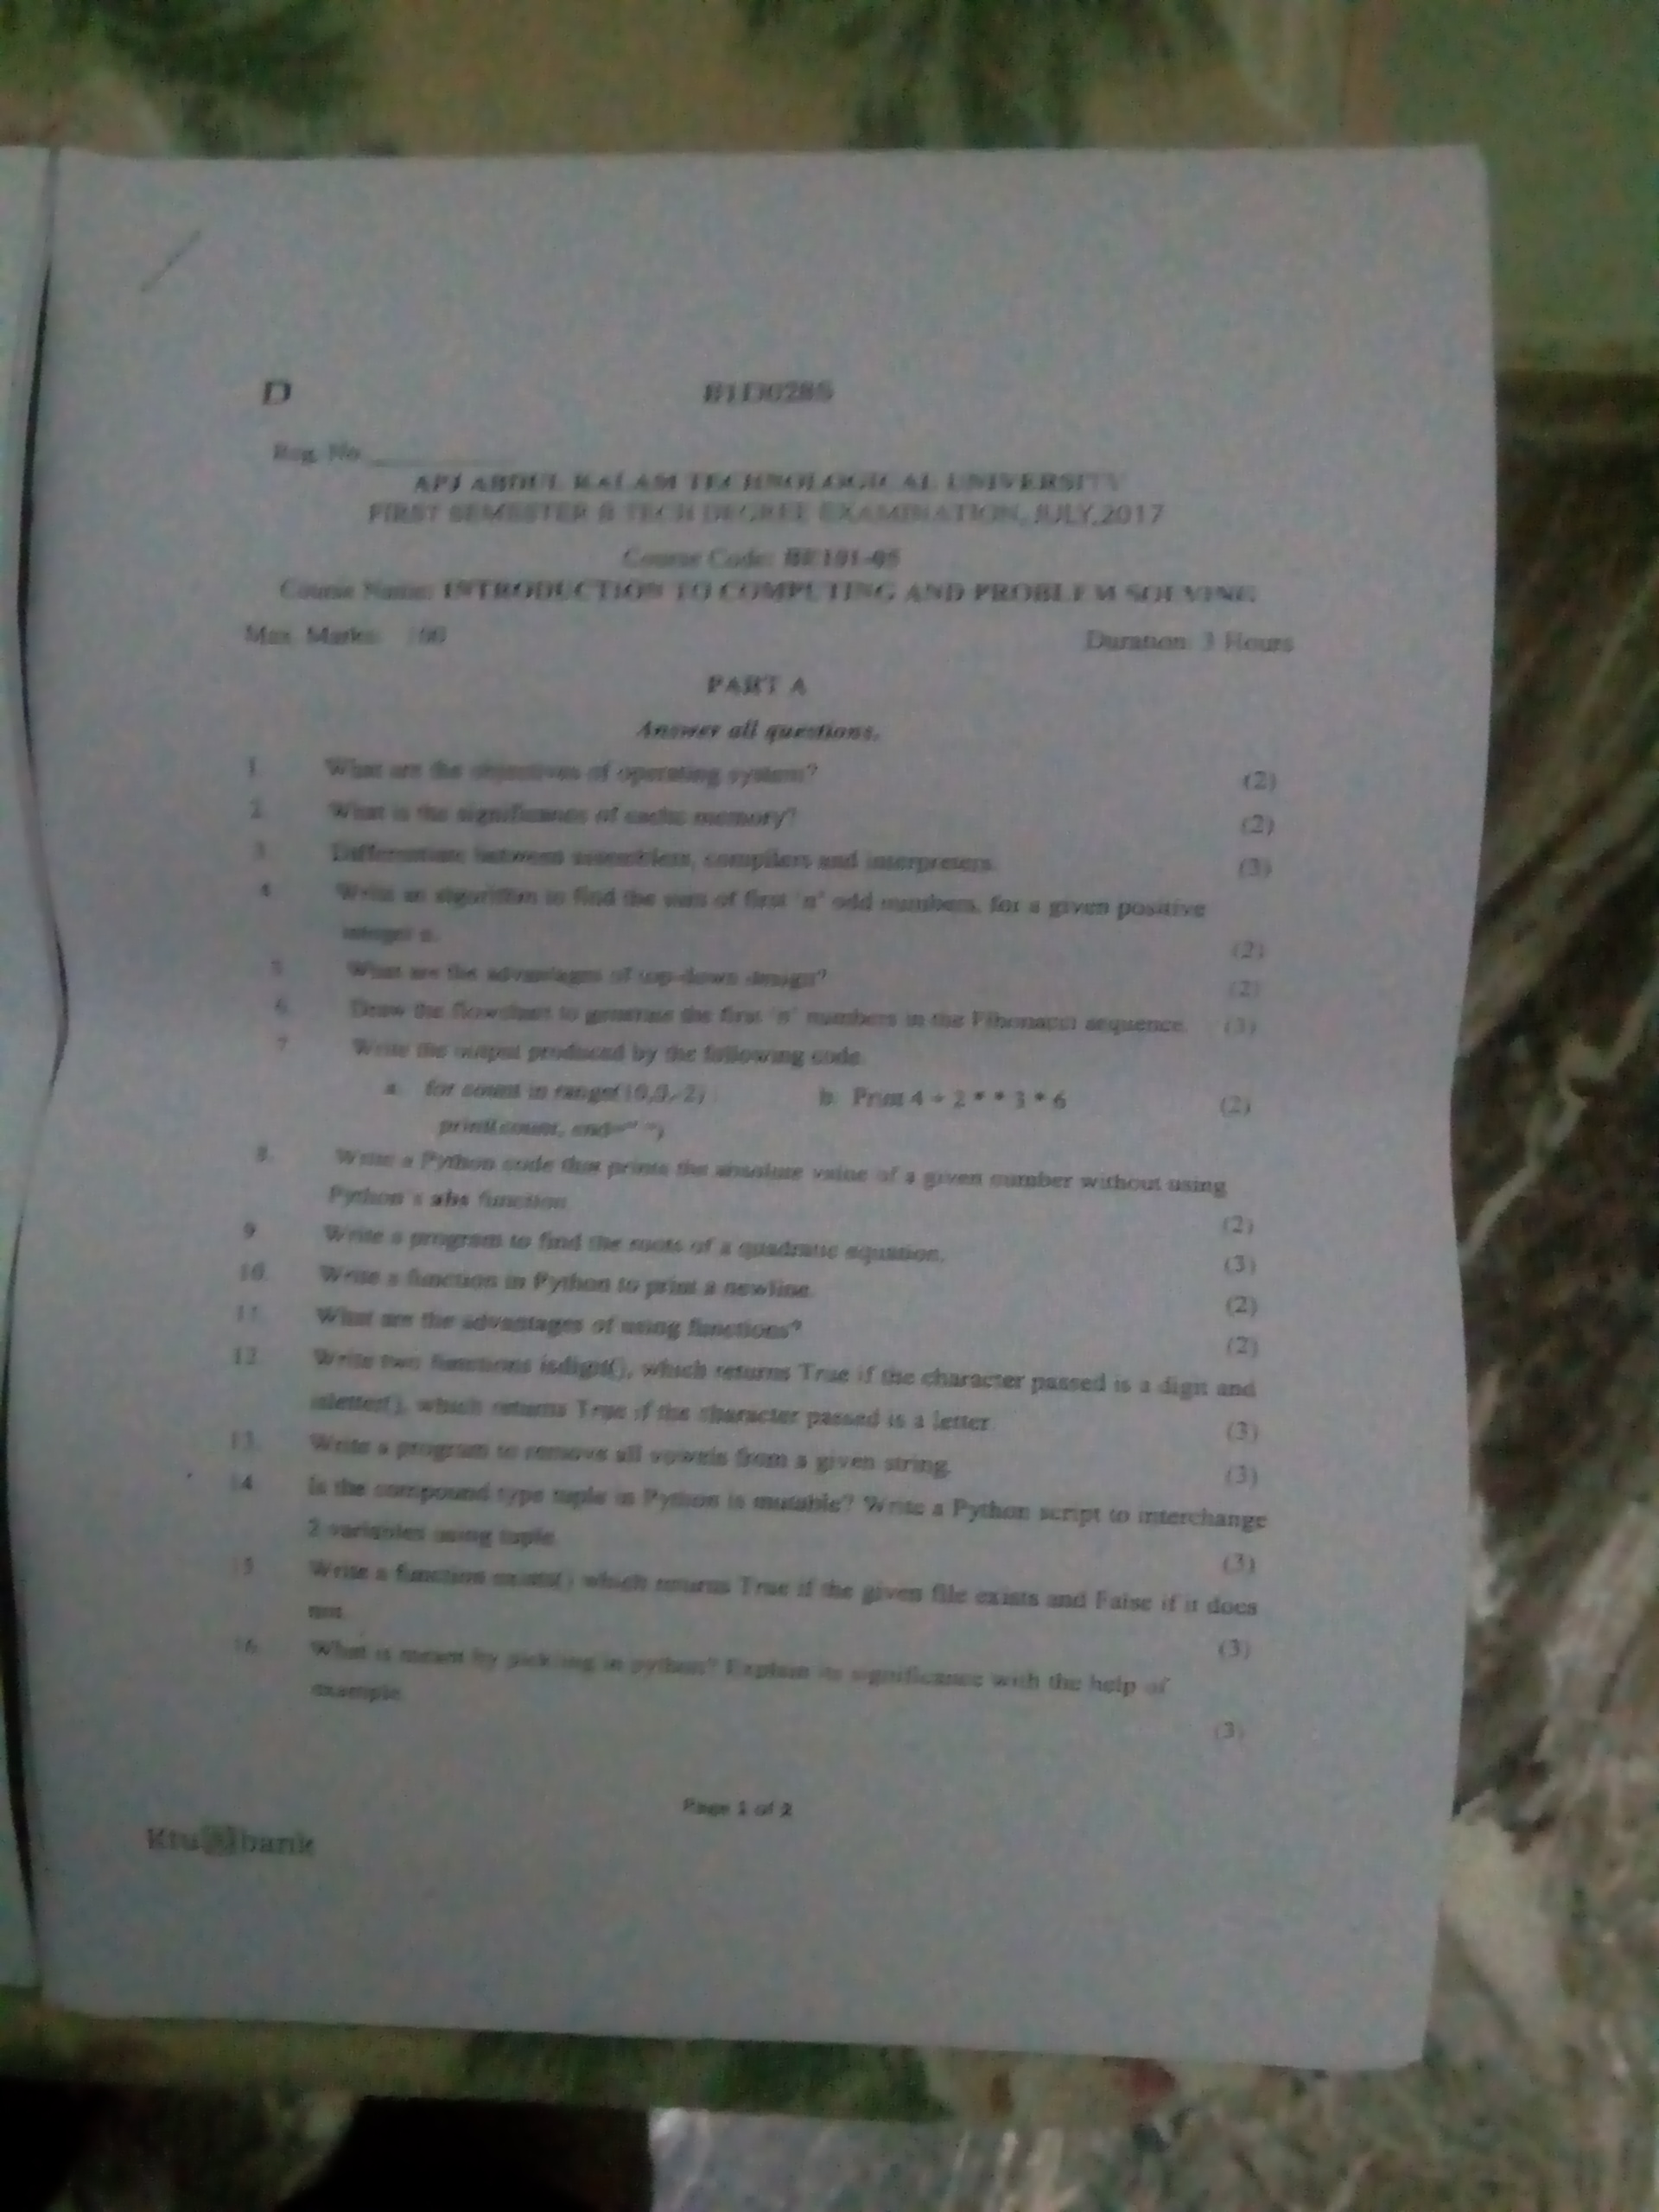 D
B1D028S
Reg. No.
APJ ABDUL KALAM TECHNOLOGICAL UNIVERSITY
FIRST SEMESTER B.TECH DEGREE EXAMINATION, JULY,2017
Course Code: BE101-05
Course Name: INTRODUCTION TO COMPUTING AND PROBLEM SOLVING
Max. Marks: 100 Duration: 3 Hours
PART A
Answer all questions.
1. What are the objectives of operating system? (2)
2. What is the significance of cache memory? (2)
3. Differentiate between assemblers, compilers and interpreters. (3)
4. Write an algorithm to find the sum of first 'n' odd numbers, for a given positive
integer n. (2)
5. What are the advantages of top-down design? (2)
6. Draw the flowchart to generate the first 'n' numbers in the Fibonacci sequence. (3)
7. Write the output produced by the following code.
a. for count in range(10,0,-2) b. Print 4 + 2 * * 3 * 6 (2)
print(count, end=" ")
8. Write a Python code that prints the absolute value of a given number without using
Python's abs function. (2)
9. Write a program to find the roots of a quadratic equation. (3)
10. Write a function in Python to print a newline. (2)
11. What are the advantages of using functions? (2)
12. Write two functions isdigit(), which returns True if the character passed is a digit and
isletter(), which returns True if the character passed is a letter. (3)
13. Write a program to remove all vowels from a given string. (3)
14. Is the compound type tuple in Python is mutable? Write a Python script to interchange
2 variables using tuple. (3)
15. Write a function exists() which returns True if the given file exists and False if it does
not. (3)
16. What is meant by pickling in python? Explain its significance with the help of
example. (3)
Page 1 of 2
Ktu bank